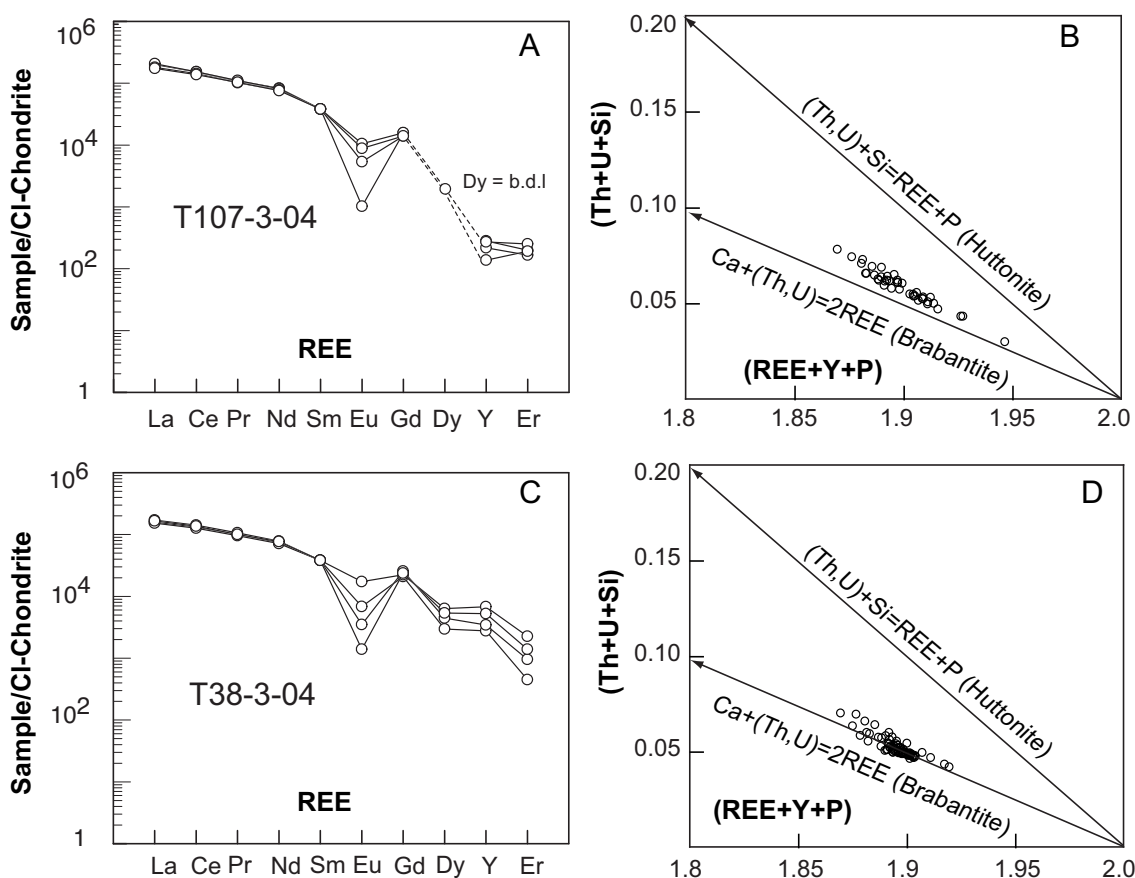 A
10⁶
10⁴
10²
1
Sample/CI-Chondrite
Dy = b.d.l
T107-3-04
REE
La Ce Pr Nd Sm Eu Gd Dy Y Er
B
0.20
0.15
0.10
0.05
(Th+U+Si)
(Th,U)+Si=REE+P (Huttonite)
Ca+(Th,U)=2REE (Brabantite)
(REE+Y+P)
1.8 1.85 1.9 1.95 2.0
C
10⁶
10⁴
10²
1
Sample/CI-Chondrite
T38-3-04
REE
La Ce Pr Nd Sm Eu Gd Dy Y Er
D
0.20
0.15
0.10
0.05
(Th+U+Si)
(Th,U)+Si=REE+P (Huttonite)
Ca+(Th,U)=2REE (Brabantite)
(REE+Y+P)
1.8 1.85 1.9 1.95 2.0